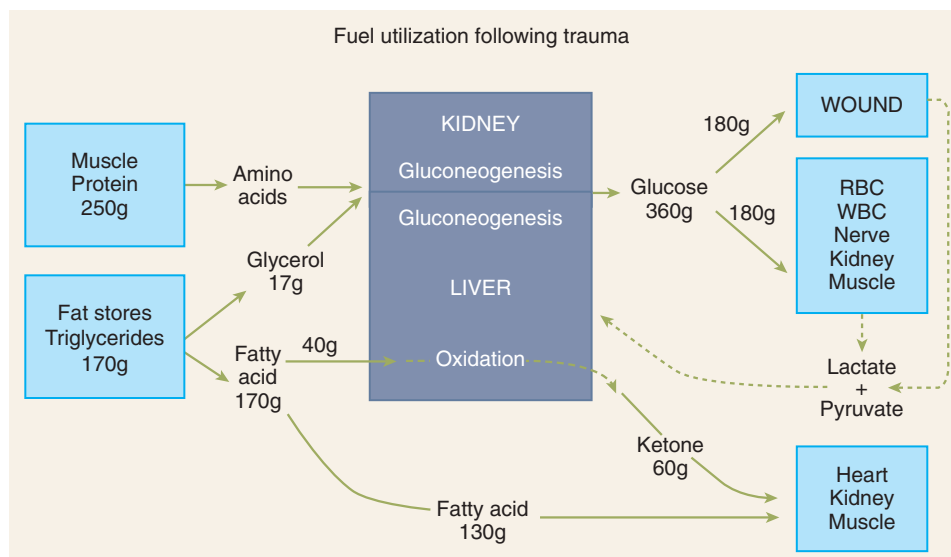 Fuel utilization following trauma
Muscle
Protein
250g
Amino
acids
Fat stores
Triglycerides
170g
Glycerol
17g
Fatty
acid
170g
40g
KIDNEY
Gluconeogenesis
Gluconeogenesis
LIVER
Oxidation
Glucose
360g
180g
180g
WOUND
RBC
WBC
Nerve
Kidney
Muscle
Lactate
+
Pyruvate
Ketone
60g
Fatty acid
130g
Heart
Kidney
Muscle